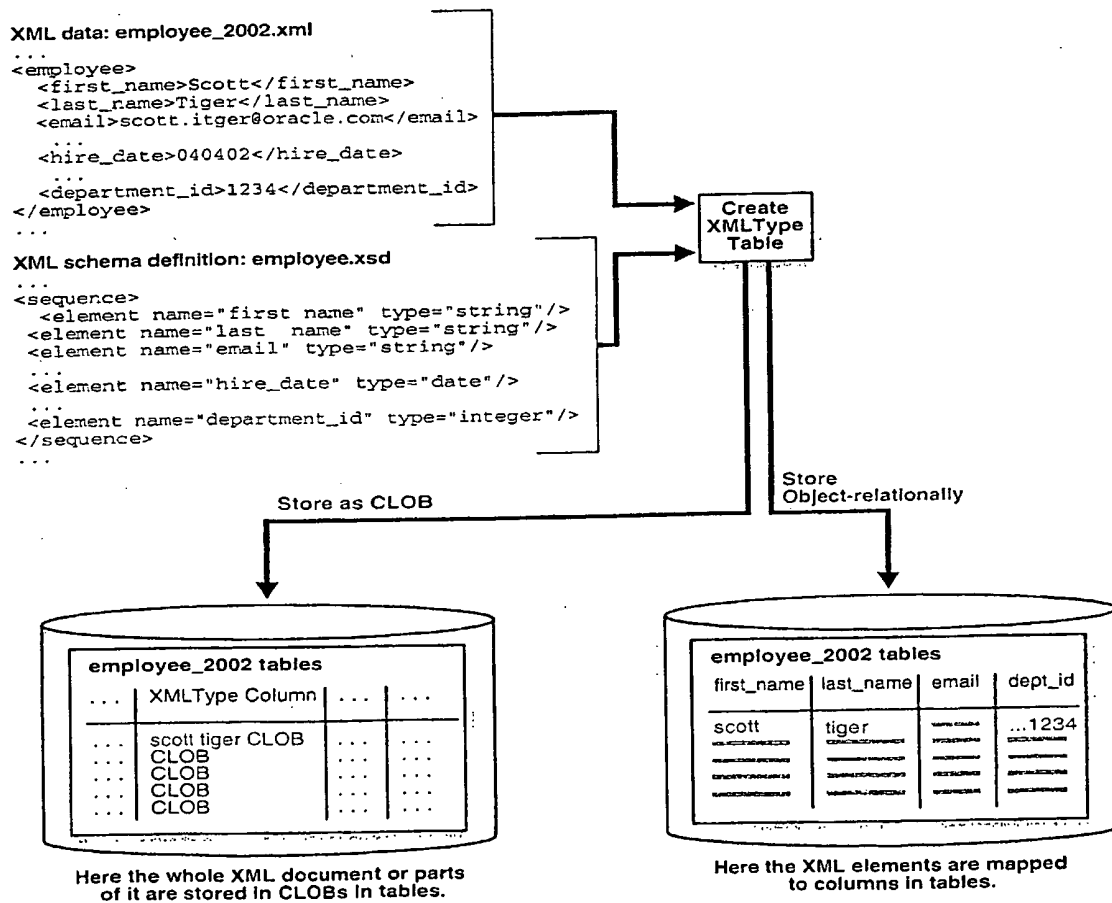 XML data: employee_2002.xml
...
<employee>
<first_name>Scott</first_name>
<last_name>Tiger</last_name>
<email>scott.itger@oracle.com</email>
...
<hire_date>040402</hire_date>
...
<department_id>1234</department_id>
</employee>
...
XML schema definition: employee.xsd
...
<sequence>
<element name="first name" type="string"/>
<element name="last name" type="string"/>
<element name="email" type="string"/>
...
<element name="hire_date" type="date"/>
...
<element name="department_id" type="integer"/>
</sequence>
...
Create
XMLType
Table
Store as CLOB
Store
Object-relationally
employee_2002 tables
... XMLType Column ... ...
... scott tiger CLOB ... ...
... CLOB ... ...
... CLOB ... ...
... CLOB ... ...
... CLOB ... ...
Here the whole XML document or parts
of it are stored in CLOBs in tables.
employee_2002 tables
first_name last_name email dept_id
scott tiger ...1234
Here the XML elements are mapped
to columns in tables.